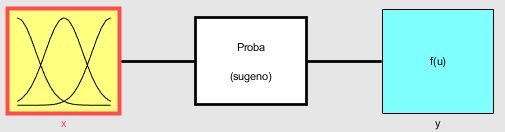 Proba
(sugeno)
f(u)
x
y